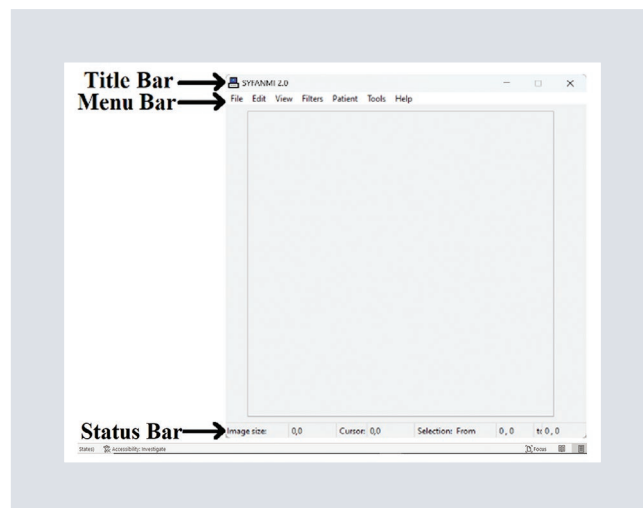 Title Bar
SYFANMI 2.0
Menu Bar
File Edit View Filters Patient Tools Help
Status Bar
Image size: 0,0 Cursor: 0,0 Selection: From 0 , 0 t: 0 , 0
Accessibility: Investigate Focus